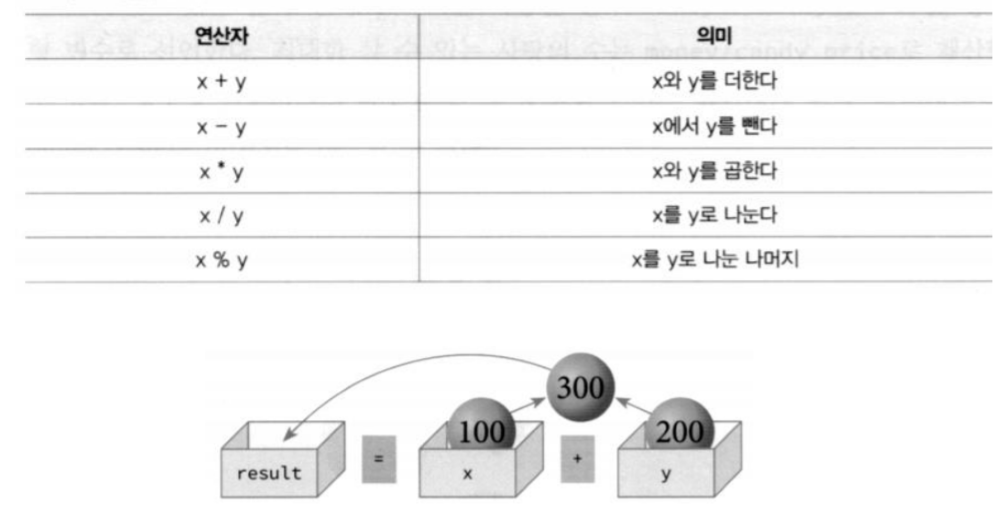 연산자 의미
x + y x와 y를 더한다
x - y x에서 y를 뺀다
x * y x와 y를 곱한다
x / y x를 y로 나눈다
x % y x를 y로 나눈 나머지
300
100 200
result = x + y